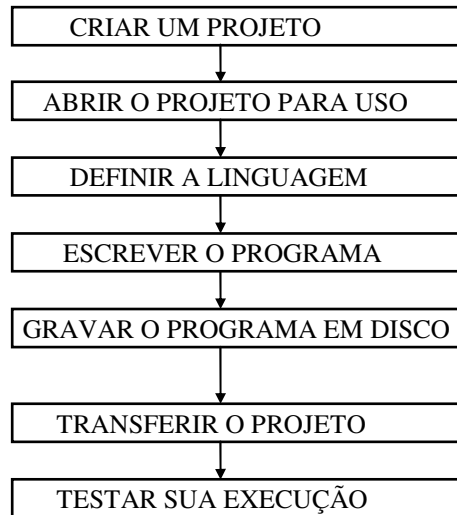 CRIAR UM PROJETO
ABRIR O PROJETO PARA USO
DEFINIR A LINGUAGEM
ESCREVER O PROGRAMA
GRAVAR O PROGRAMA EM DISCO
TRANSFERIR O PROJETO
TESTAR SUA EXECUÇÃO